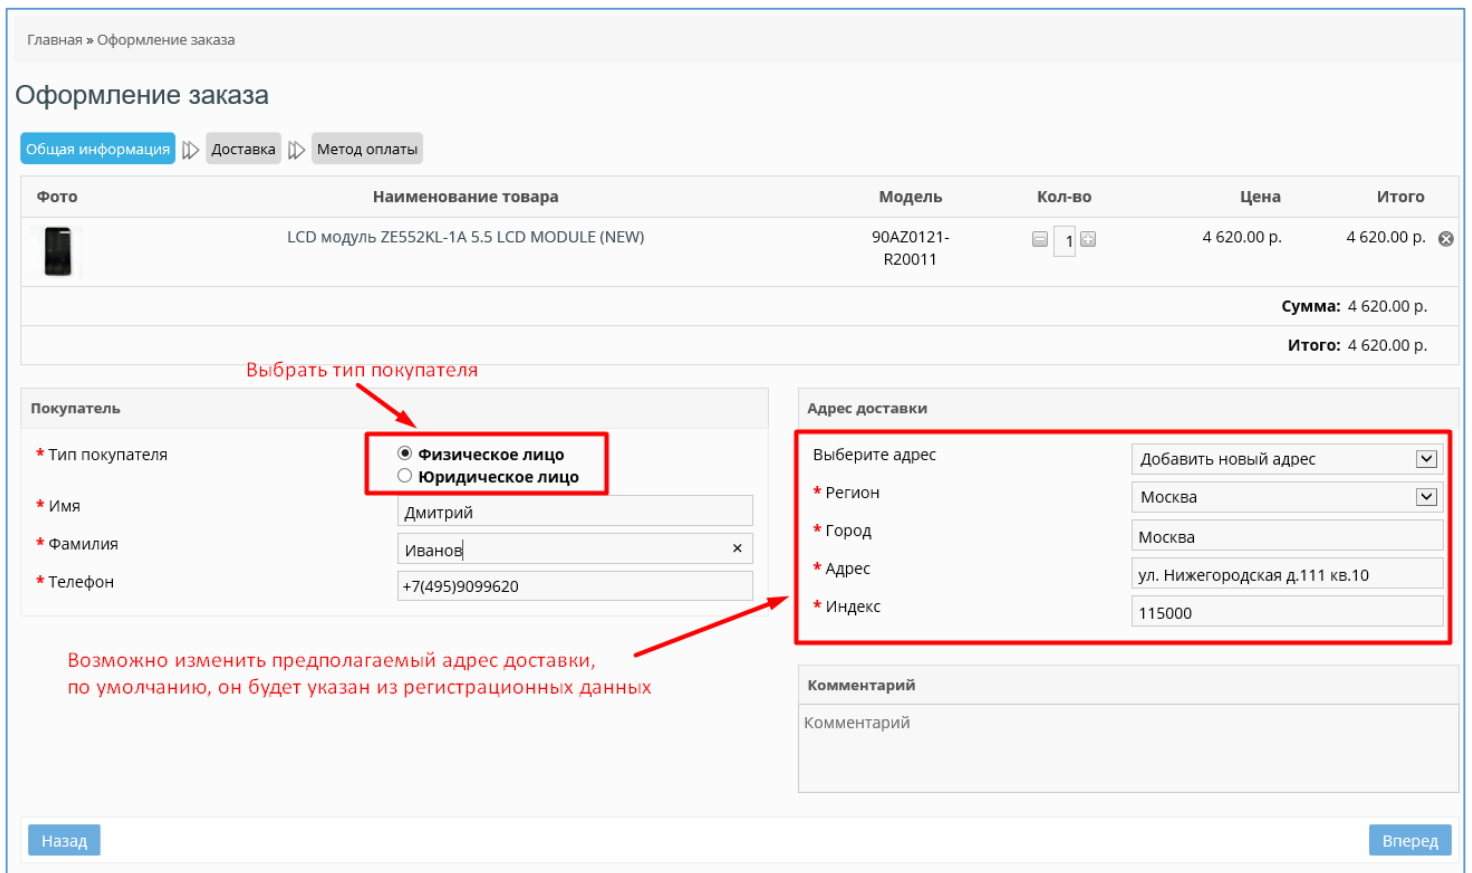 Главная » Оформление заказа
Оформление заказа
Общая информация Доставка Метод оплаты
Фото Наименование товара Модель Кол-во Цена Итого
LCD модуль ZE552KL-1A 5.5 LCD MODULE (NEW) 90AZ0121-R20011 1 4 620.00 р. 4 620.00 р.
Сумма: 4 620.00 р.
Итого: 4 620.00 р.
Выбрать тип покупателя
Покупатель
* Тип покупателя
Физическое лицо
Юридическое лицо
* Имя Дмитрий
* Фамилия Иванов
* Телефон +7(495)9099620
Адрес доставки
Выберите адрес Добавить новый адрес
* Регион Москва
* Город Москва
* Адрес ул. Нижегородская д.111 кв.10
* Индекс 115000
Возможно изменить предполагаемый адрес доставки,
по умолчанию, он будет указан из регистрационных данных
Комментарий
Комментарий
Назад Вперед